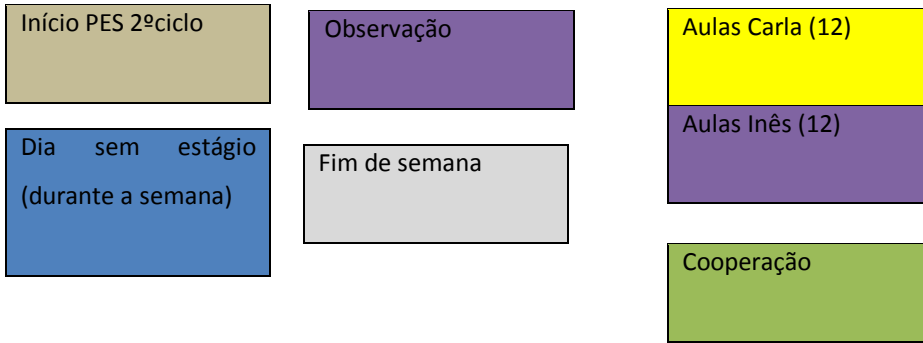 Início PES 2ºciclo
Observação
Aulas Carla (12)
Aulas Inês (12)
Dia sem estágio
(durante a semana)
Fim de semana
Cooperação